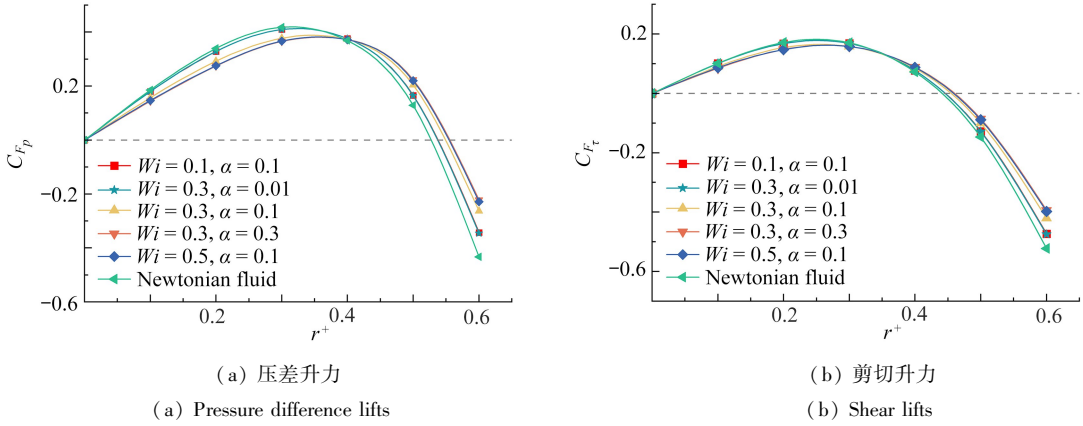 0.2
−0.2
−0.6
C_{F_p}
Wi = 0.1, α = 0.1
Wi = 0.3, α = 0.01
Wi = 0.3, α = 0.1
Wi = 0.3, α = 0.3
Wi = 0.5, α = 0.1
Newtonian fluid
0.2 0.4 0.6
r⁺
(a) 压差升力
(a) Pressure difference lifts
0.2
−0.2
−0.6
C_{F_τ}
Wi = 0.1, α = 0.1
Wi = 0.3, α = 0.01
Wi = 0.3, α = 0.1
Wi = 0.3, α = 0.3
Wi = 0.5, α = 0.1
Newtonian fluid
0.2 0.4 0.6
r⁺
(b) 剪切升力
(b) Shear lifts